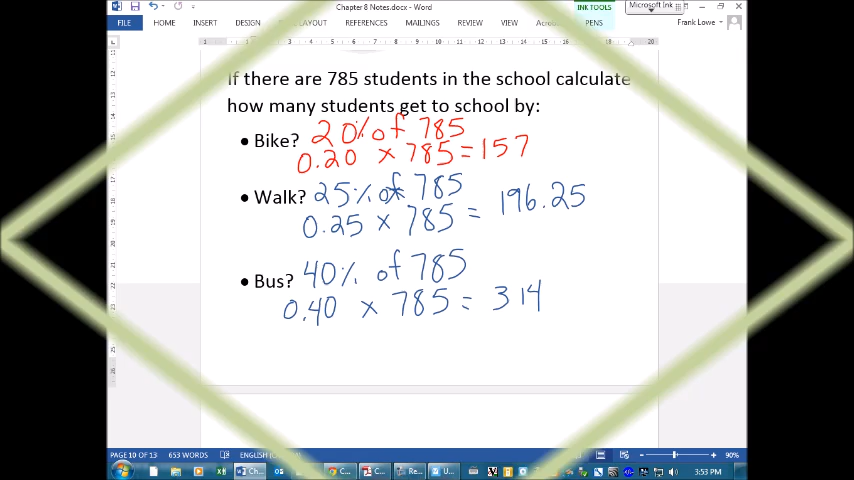 Chapter 8 Notes.docx - Word
INK TOOLS
Microsoft Ink
FILE HOME INSERT DESIGN LAYOUT REFERENCES MAILINGS REVIEW VIEW PENS
Frank Lowe
If there are 785 students in the school calculate
how many students get to school by:
• Bike? 20% of 785
0.20 x 785 = 157
• Walk? 25% of 785
0.25 x 785 = 196.25
• Bus? 40% of 785
0.40 x 785 = 314
PAGE 10 OF 13 653 WORDS 90%
3:53 PM